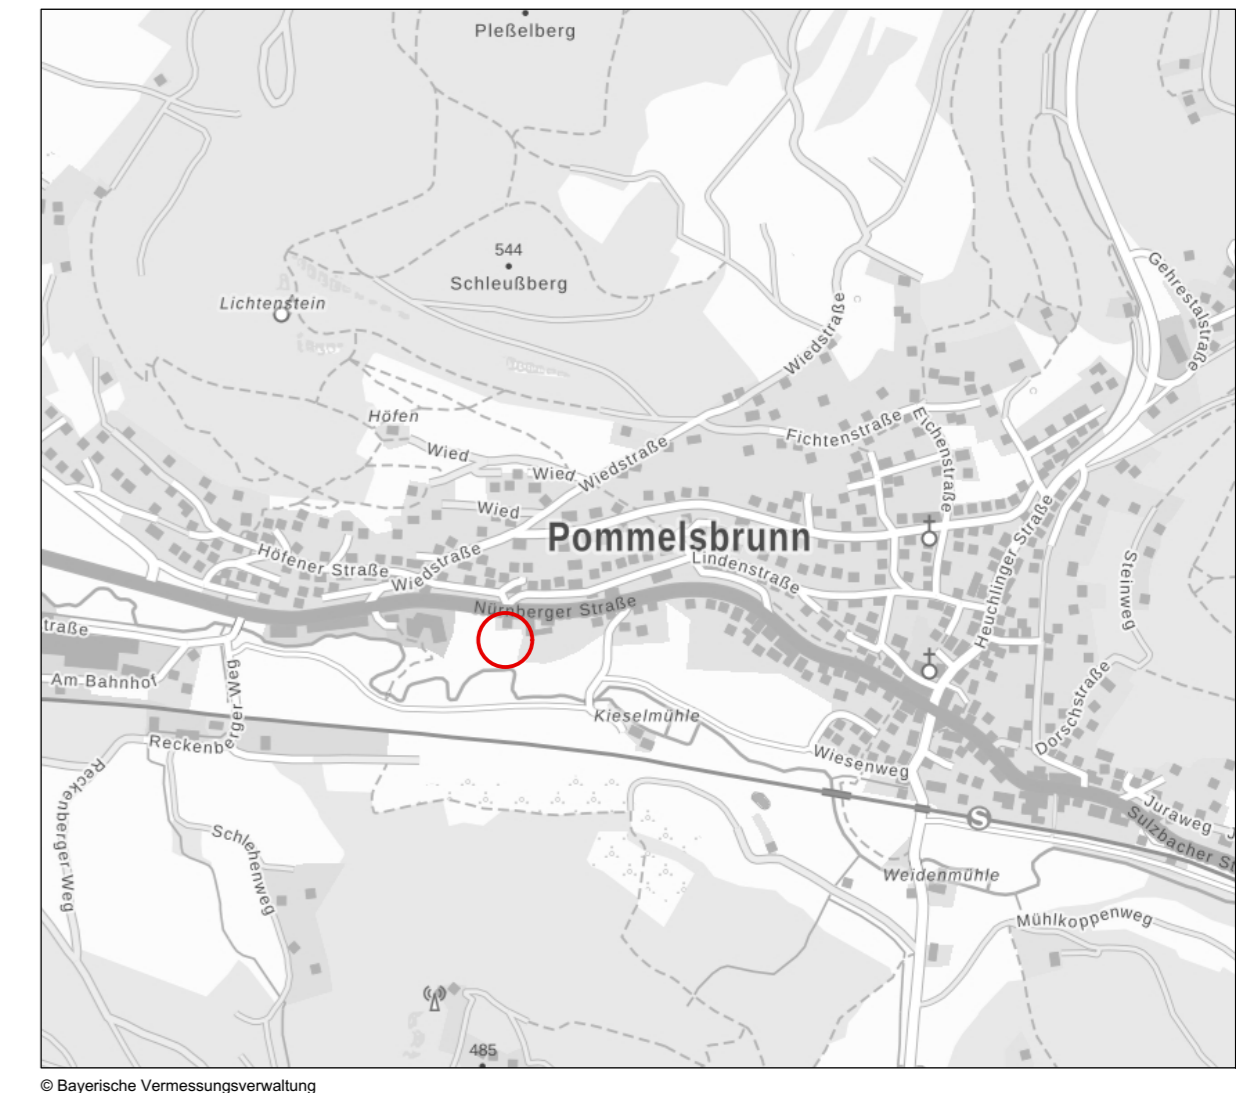 Pleßelberg
544
Schleußberg
Lichtenstein
Gehrestalstraße
Wiedstraße
Höfen
Fichtenstraße
Eichenstraße
Wied
Wied
Wiedstraße
Wied
Pommelsbrunn
Heuchlinger Straße
Höfener Straße
Wiedstraße
Lindenstraße
Steinweg
Nürnberger Straße
traße
Am Bahnhof
Reckenberger Weg
Kieselmühle
Dorschstraße
Wiesenweg
Reckenberger Weg
Schlehenweg
Juraweg
J
S
Sulzbacher St
Weidenmühle
Mühlkoppenweg
485
© Bayerische Vermessungsverwaltung